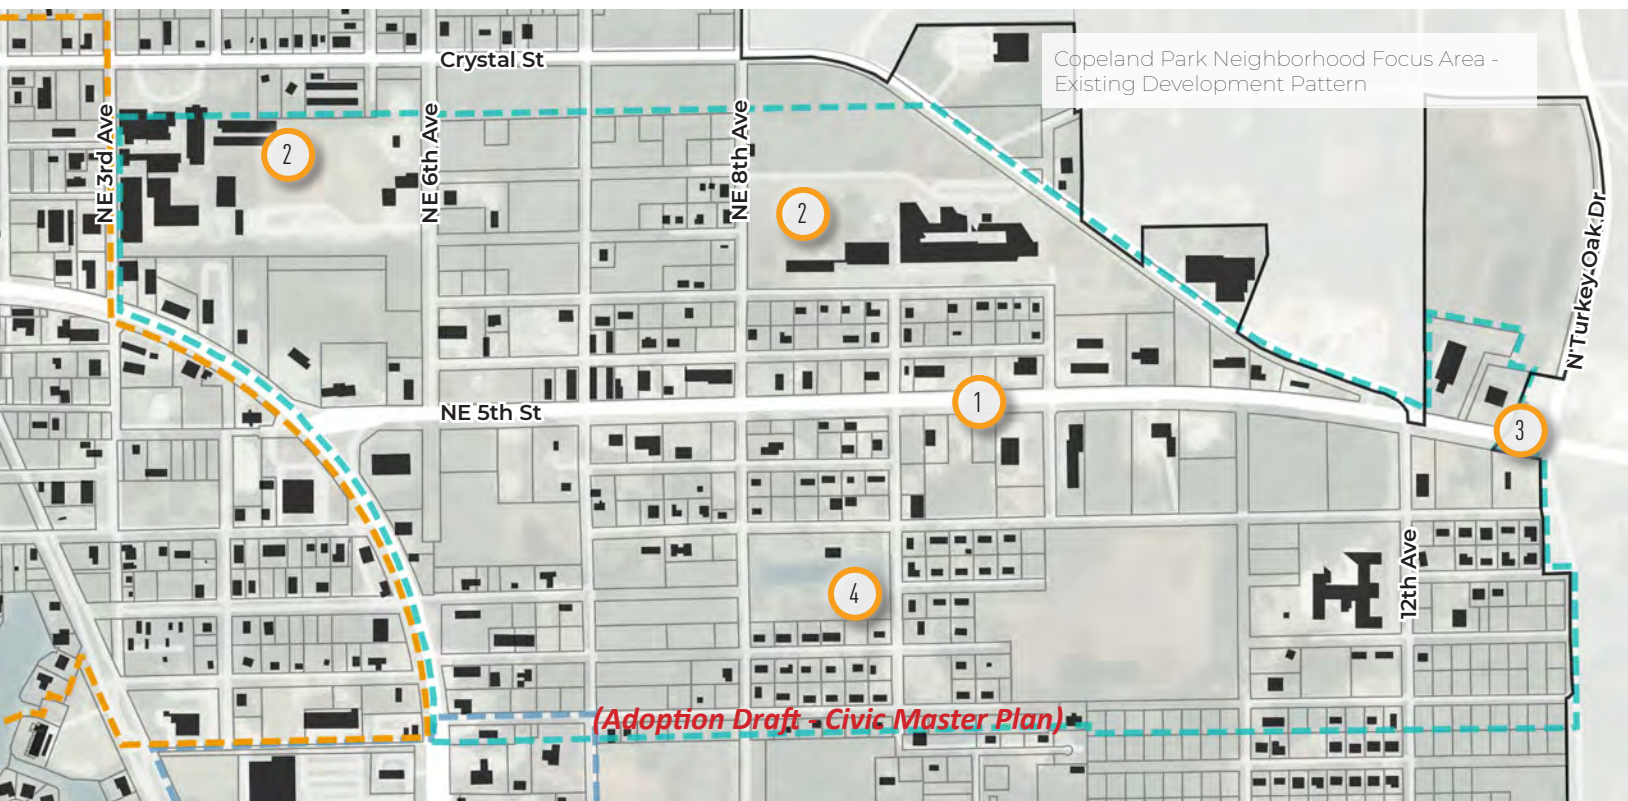 Crystal St
Copeland Park Neighborhood Focus Area -
Existing Development Pattern
NE 3rd Ave
NE 6th Ave
NE 8th Ave
2
2
N Turkey Oak Dr
NE 5th St
1
3
4
12th Ave
(Adoption Draft - Civic Master Plan)